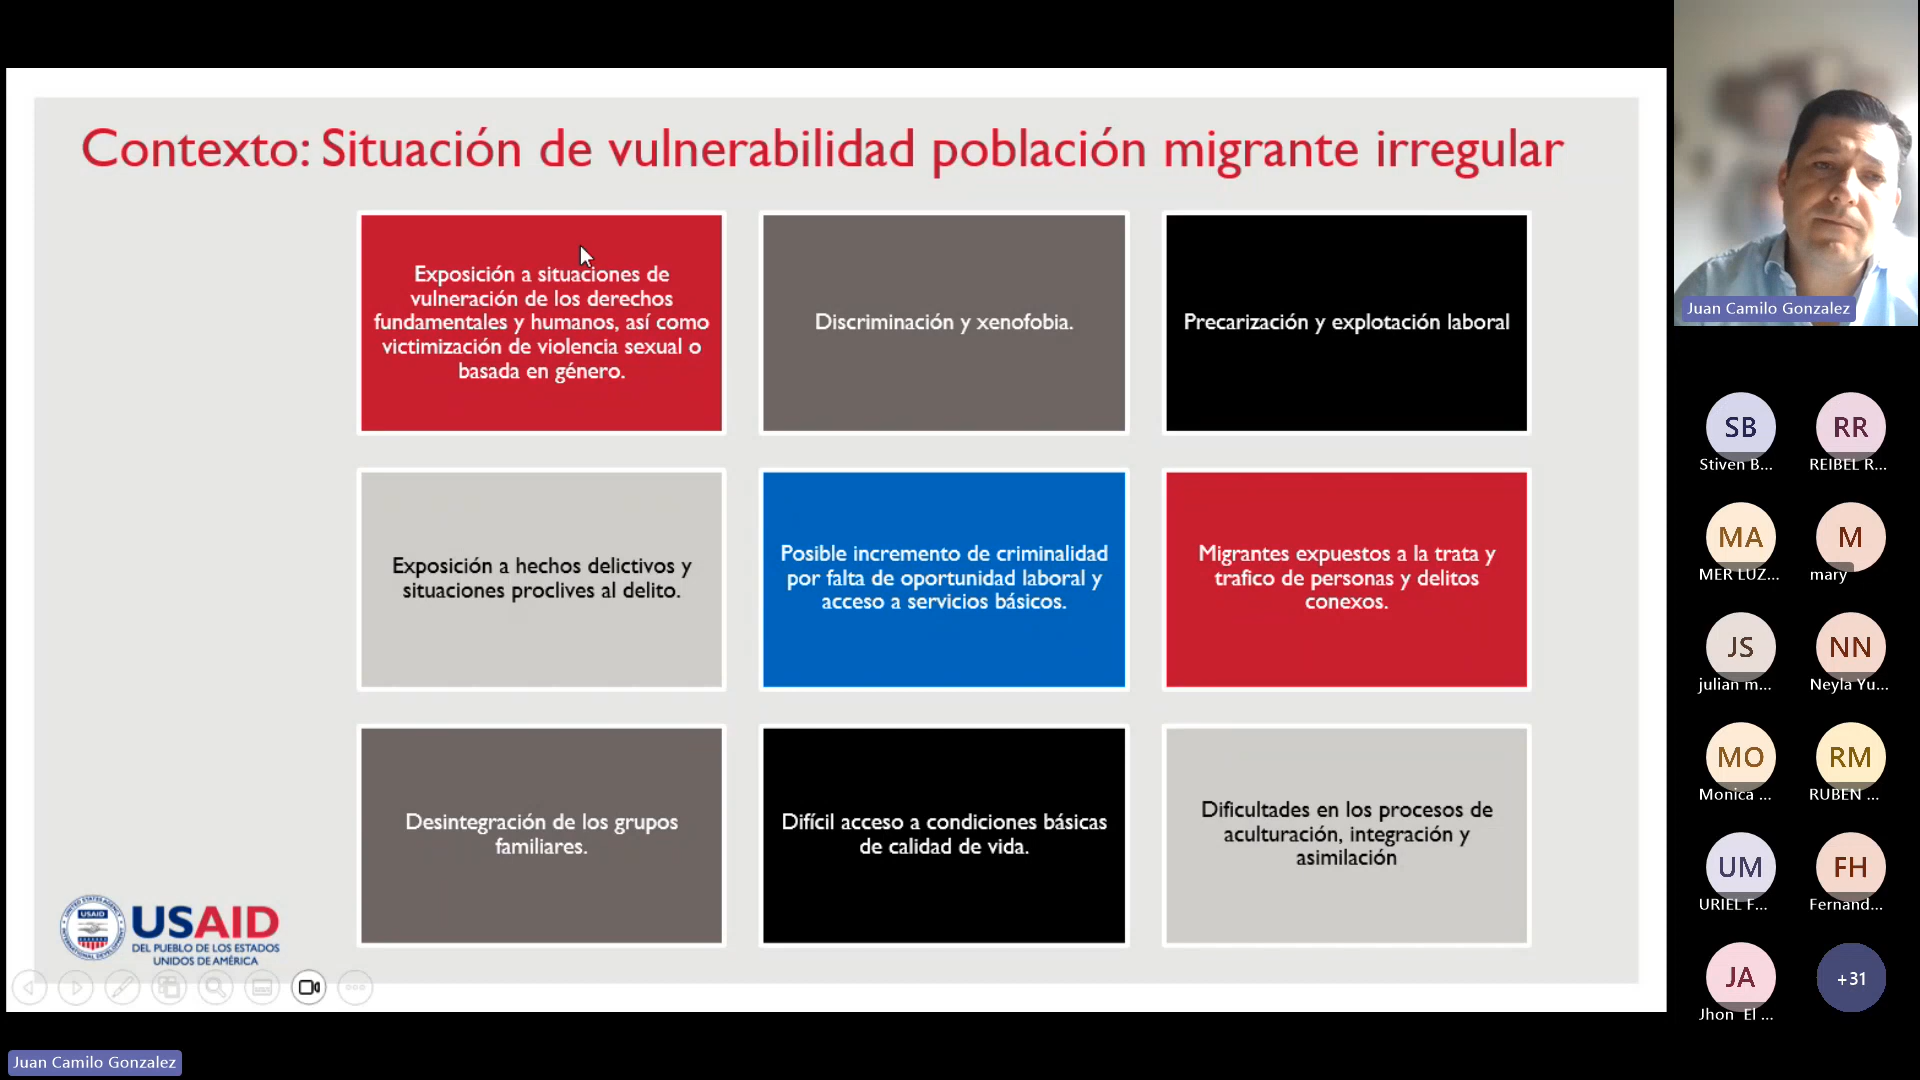 Contexto: Situación de vulnerabilidad población migrante irregular
Exposición a situaciones de
vulneración de los derechos
fundamentales y humanos, así como
victimización de violencia sexual o
basada en género.
Discriminación y xenofobia.
Precarización y explotación laboral
Exposición a hechos delictivos y
situaciones proclives al delito.
Posible incremento de criminalidad
por falta de oportunidad laboral y
acceso a servicios básicos.
Migrantes expuestos a la trata y
trafico de personas y delitos
conexos.
Desintegración de los grupos
familiares.
Difícil acceso a condiciones básicas
de calidad de vida.
Dificultades en los procesos de
aculturación, integración y
asimilación
USAID
USAID
DEL PUEBLO DE LOS ESTADOS
UNIDOS DE AMÉRICA
Juan Camilo Gonzalez
SB
Stiven B...
RR
REIBEL R...
MA
MER LUZ...
M
mary
JS
julian m...
NN
Neyla Yu...
MO
Monica ...
RM
RUBEN ...
UM
URIEL F...
FH
Fernand...
JA
Jhon El ...
+31
Juan Camilo Gonzalez